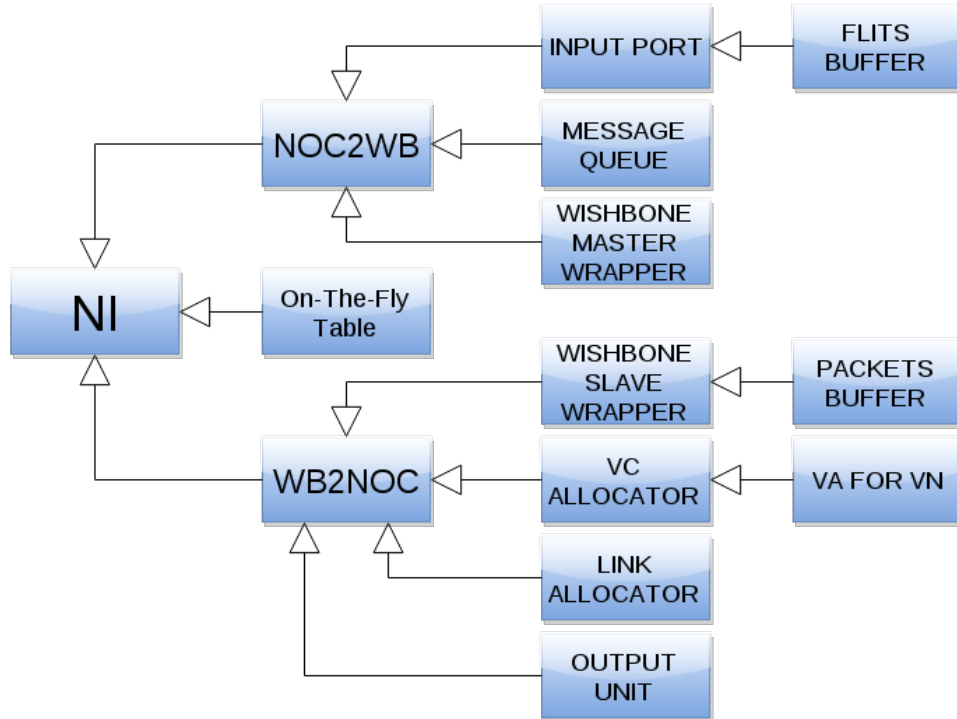 INPUT PORT
FLITS
BUFFER
NOC2WB
MESSAGE
QUEUE
WISHBONE
MASTER
WRAPPER
NI
On-The-Fly
Table
WISHBONE
SLAVE
WRAPPER
PACKETS
BUFFER
WB2NOC
VC
ALLOCATOR
VA FOR VN
LINK
ALLOCATOR
OUTPUT
UNIT